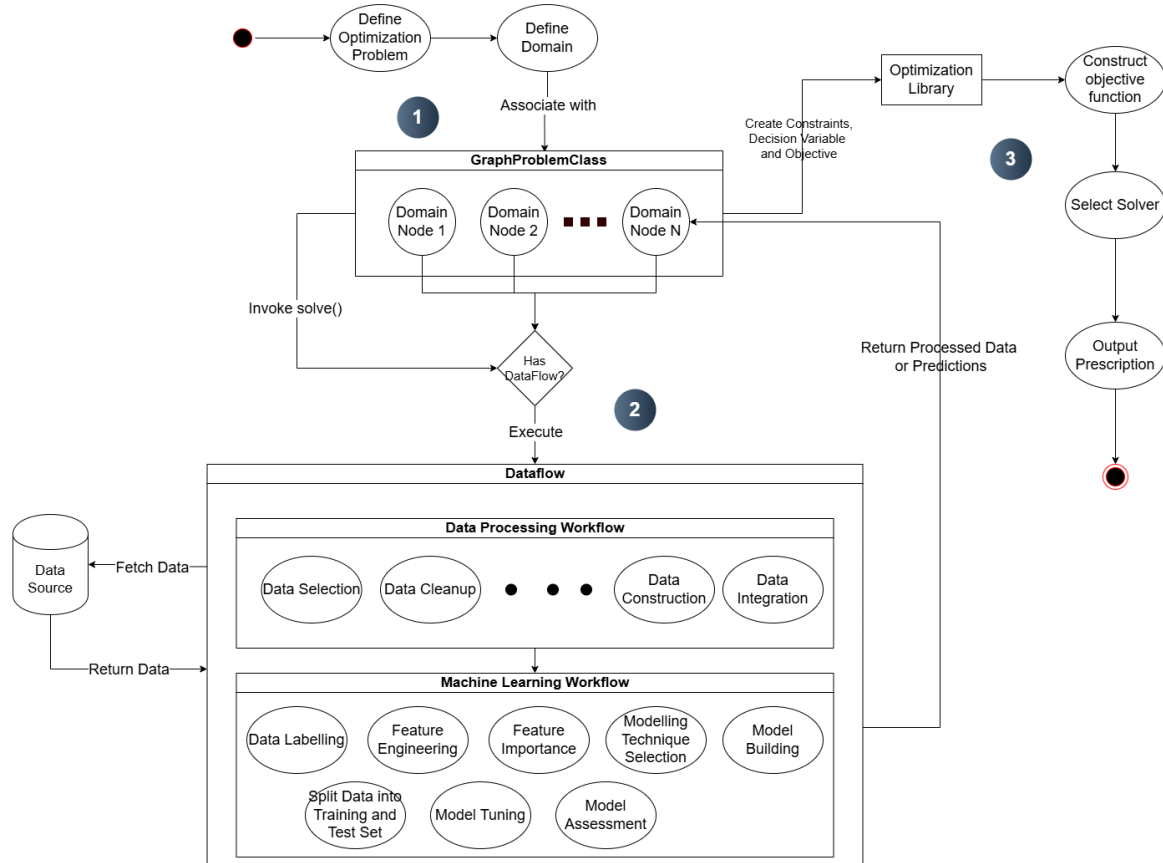 Define
Optimization
Problem
Define
Domain
Associate with
1
GraphProblemClass
Domain
Node 1
Domain
Node 2
Domain
Node N
Invoke solve()
Has
DataFlow?
Execute
2
Create Constraints,
Decision Variable
and Objective
Optimization
Library
Construct
objective
function
3
Select Solver
Output
Prescription
Return Processed Data
or Predictions
Dataflow
Data Processing Workflow
Data Selection
Data Cleanup
Data
Construction
Data
Integration
Data
Source
Fetch Data
Return Data
Machine Learning Workflow
Data Labelling
Feature
Engineering
Feature
Importance
Modelling
Technique
Selection
Model
Building
Split Data into
Training and
Test Set
Model Tuning
Model
Assessment